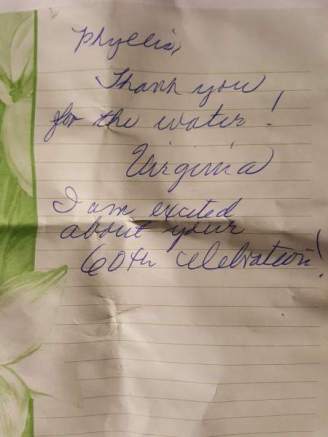 Phyllis,
Thank you
for the water!
Virginia
I am excited
about your
60th celebration!